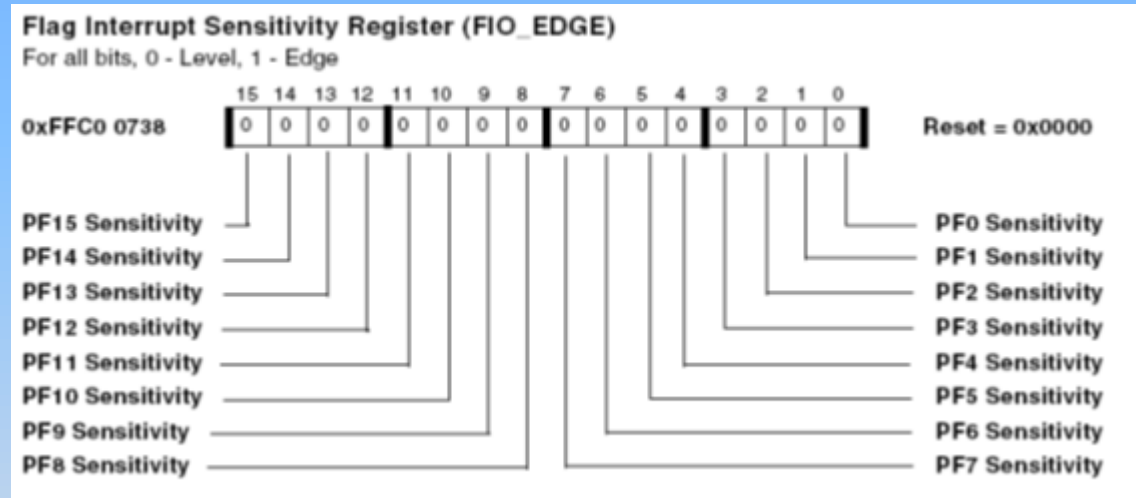 Flag Interrupt Sensitivity Register (FIO_EDGE)
For all bits, 0 - Level, 1 - Edge
15 14 13 12 11 10 9 8 7 6 5 4 3 2 1 0
0xFFC0 0738 0 0 0 0 0 0 0 0 0 0 0 0 0 0 0 0 Reset = 0x0000
PF15 Sensitivity PF0 Sensitivity
PF14 Sensitivity PF1 Sensitivity
PF13 Sensitivity PF2 Sensitivity
PF12 Sensitivity PF3 Sensitivity
PF11 Sensitivity PF4 Sensitivity
PF10 Sensitivity PF5 Sensitivity
PF9 Sensitivity PF6 Sensitivity
PF8 Sensitivity PF7 Sensitivity